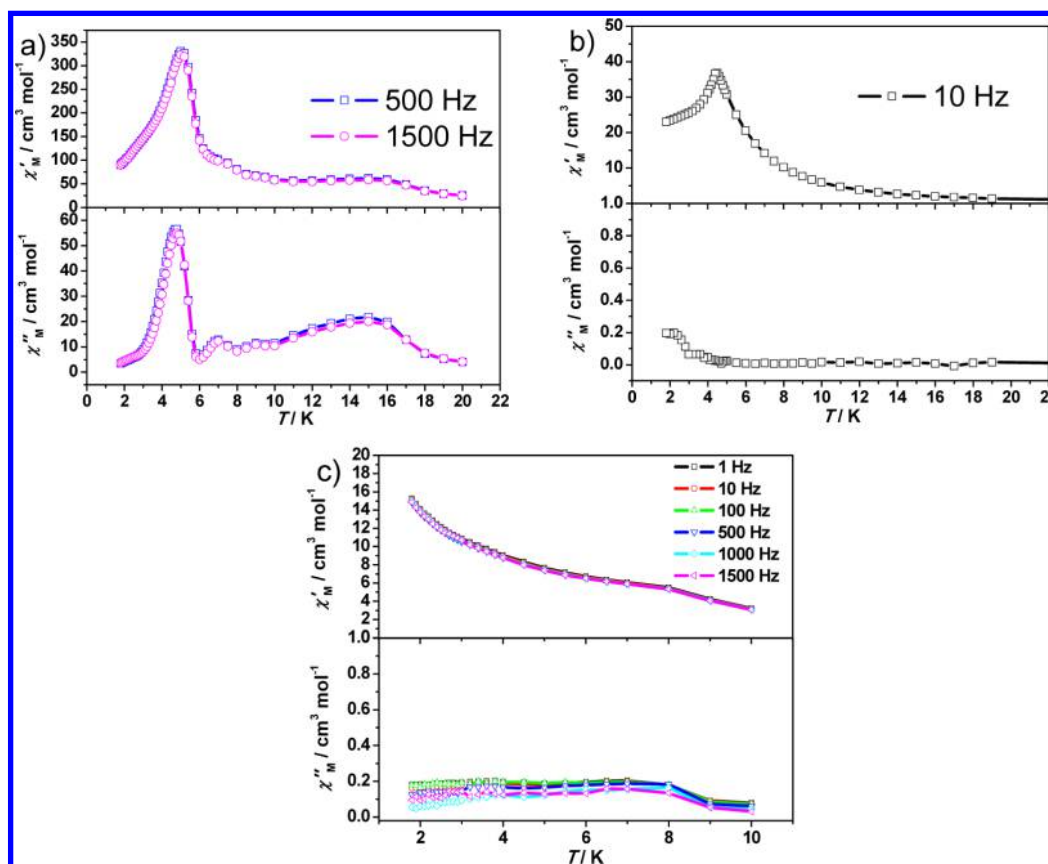 a)
350
300
250
200
150
100
50
0
χ′M / cm3 mol-1
500 Hz
1500 Hz
60
50
40
30
20
10
0
χ″M / cm3 mol-1
0 2 4 6 8 10 12 14 16 18 20 22
T / K
b)
50
40
30
20
10
χ′M / cm3 mol-1
10 Hz
1.0
0.8
0.6
0.4
0.2
0.0
χ″M / cm3 mol-1
0 2 4 6 8 10 12 14 16 18 20 22
T / K
c)
20
18
16
14
12
10
8
6
4
2
χ′M / cm3 mol-1
1 Hz
10 Hz
100 Hz
500 Hz
1000 Hz
1500 Hz
1.0
0.8
0.6
0.4
0.2
0.0
χ″M / cm3 mol-1
2 4 6 8 10
T / K